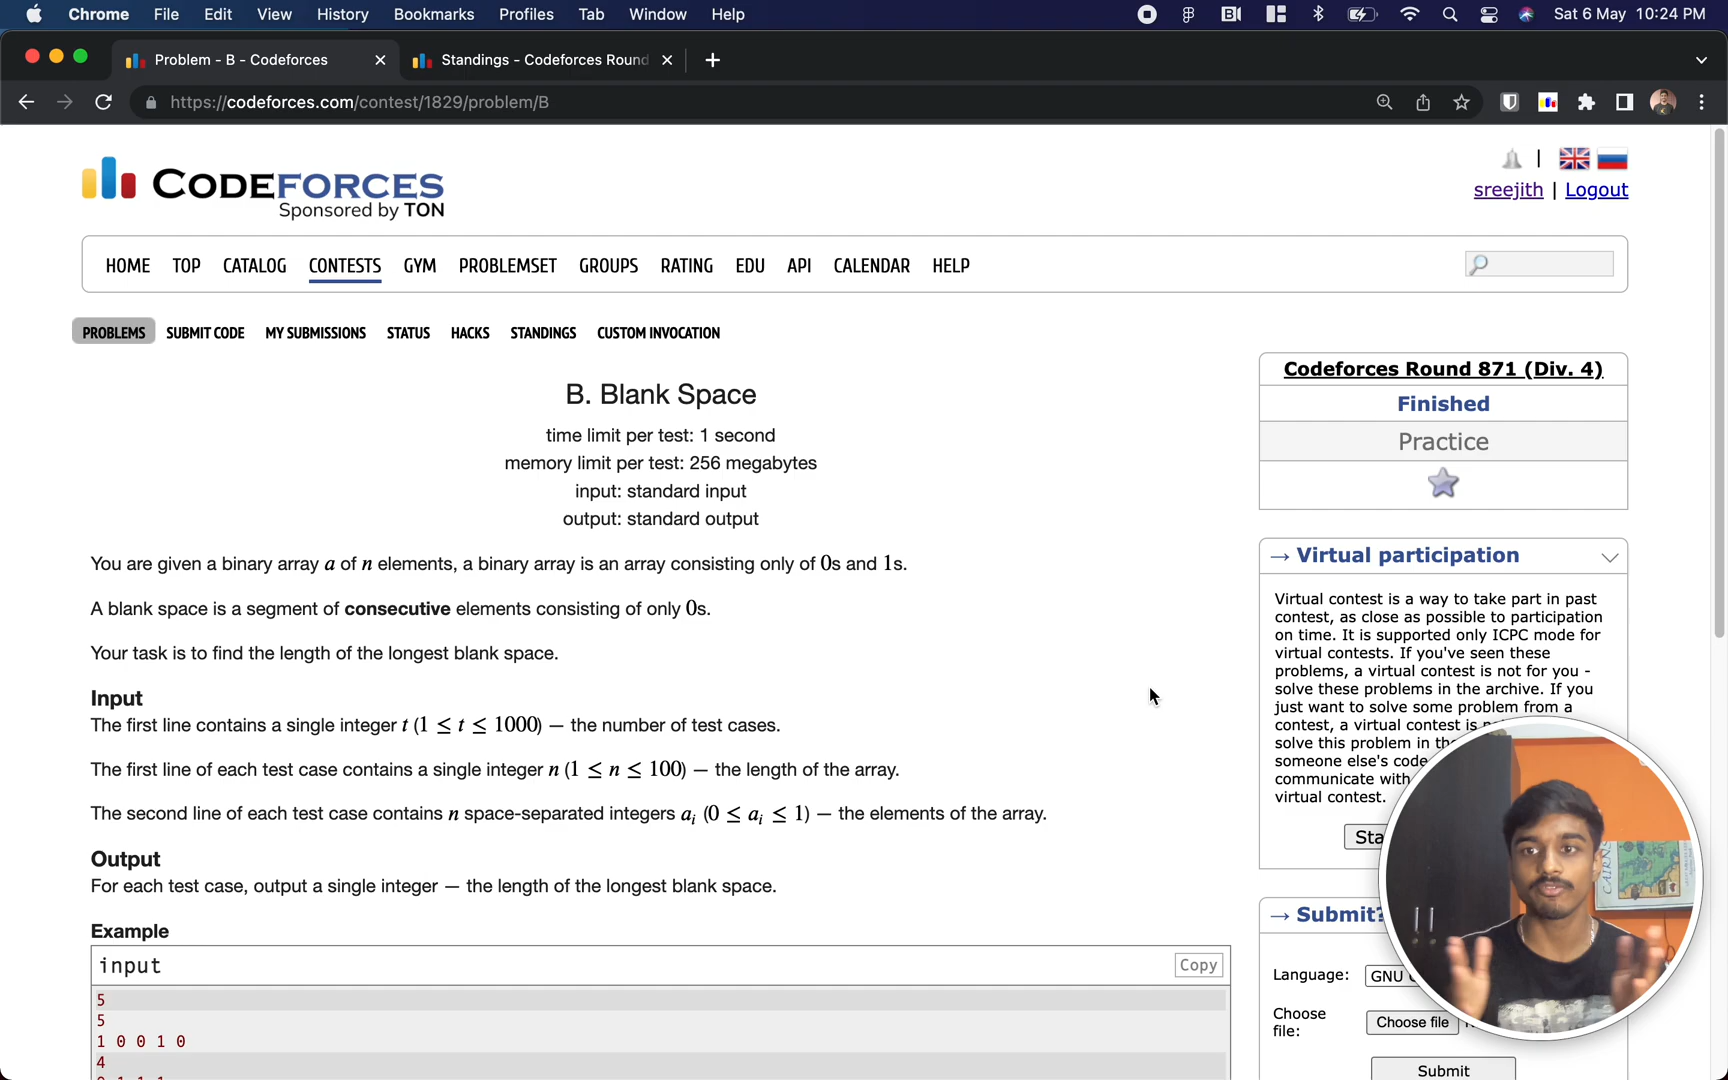 Chrome File Edit View History Bookmarks Profiles Tab Window Help Sat 6 May 10:24 PM
Problem - B - Codeforces Standings - Codeforces Round
https://codeforces.com/contest/1829/problem/B
CODEFORCES
Sponsored by TON
sreejith | Logout
HOME TOP CATALOG CONTESTS GYM PROBLEMSET GROUPS RATING EDU API CALENDAR HELP
PROBLEMS SUBMIT CODE MY SUBMISSIONS STATUS HACKS STANDINGS CUSTOM INVOCATION
B. Blank Space
time limit per test: 1 second
memory limit per test: 256 megabytes
input: standard input
output: standard output
You are given a binary array a of n elements, a binary array is an array consisting only of 0s and 1s.
A blank space is a segment of consecutive elements consisting of only 0s.
Your task is to find the length of the longest blank space.
Input
The first line contains a single integer t (1 ≤ t ≤ 1000) — the number of test cases.
The first line of each test case contains a single integer n (1 ≤ n ≤ 100) — the length of the array.
The second line of each test case contains n space-separated integers aᵢ (0 ≤ aᵢ ≤ 1) — the elements of the array.
Output
For each test case, output a single integer — the length of the longest blank space.
Example
input Copy
5
5
1 0 0 1 0
4
Codeforces Round 871 (Div. 4)
Finished
Practice
→ Virtual participation
Virtual contest is a way to take part in past
contest, as close as possible to participation
on time. It is supported only ICPC mode for
virtual contests. If you've seen these
problems, a virtual contest is not for you -
solve these problems in the archive. If you
just want to solve some problem from a
contest, a virtual contest is
solve this problem in the
someone else's code
communicate with
virtual contest.
Sta
→ Submit?
Language: GNU
Choose
file: Choose file
Submit
CAIRNS